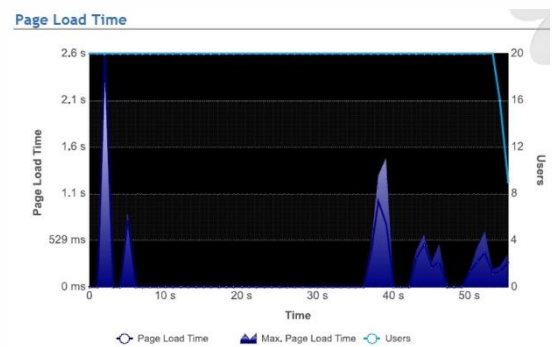 Page Load Time
2.6 s
2.1 s
1.6 s
1.1 s
529 ms
0 ms
Page Load Time
20
16
12
8
4
0
Users
0
10 s
20 s
30 s
40 s
50 s
Time
Page Load Time
Max. Page Load Time
Users